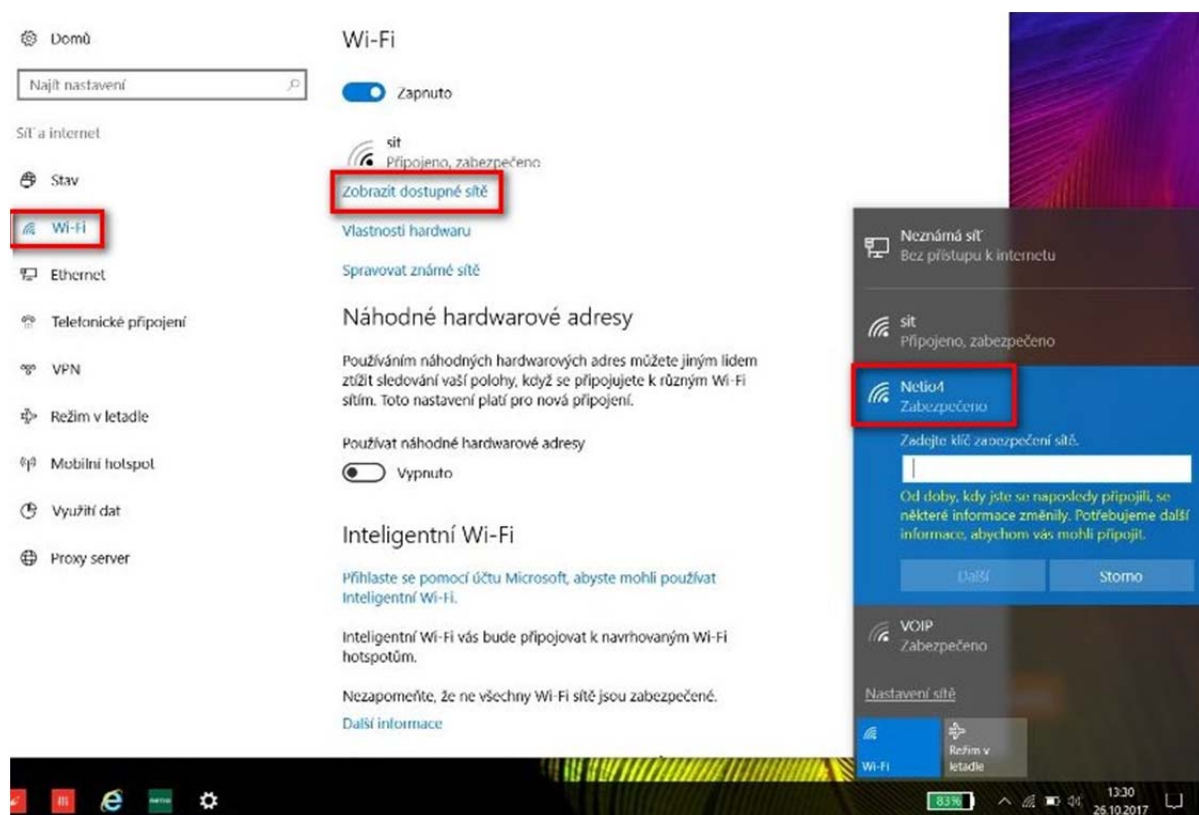 Domů
Najít nastavení
Síť a internet
Stav
Wi-Fi
Ethernet
Telefonické připojení
VPN
Režim v letadle
Mobilní hotspot
Využití dat
Proxy server
Wi-Fi
Zapnuto
sit
Připojeno, zabezpečeno
Zobrazit dostupné sítě
Vlastnosti hardwaru
Spravovat známé sítě
Náhodné hardwarové adresy
Používáním náhodných hardwarových adres můžete jiným lidem
ztížit sledování vaší polohy, když se připojujete k různým Wi-Fi
sítím. Toto nastavení platí pro nová připojení.
Používat náhodné hardwarové adresy
Vypnuto
Inteligentní Wi-Fi
Přihlaste se pomocí účtu Microsoft, abyste mohli používat
Inteligentní Wi-Fi.
Inteligentní Wi-Fi vás bude připojovat k navrhovaným Wi-Fi
hotspotům.
Nezapomeňte, že ne všechny Wi-Fi sítě jsou zabezpečené.
Další informace
Neznámá síť
Bez přístupu k internetu
sit
Připojeno, zabezpečeno
Netio4
Zabezpečeno
Zadejte klíč zabezpečení sítě.
Od doby, kdy jste se naposledy připojili, se
některé informace změnily. Potřebujeme další
informace, abychom vás mohli připojit.
Další
Storno
VOIP
Zabezpečeno
Nastavení sítě
Wi-Fi
Režim v
letadle
83%
13:30
26.10.2017